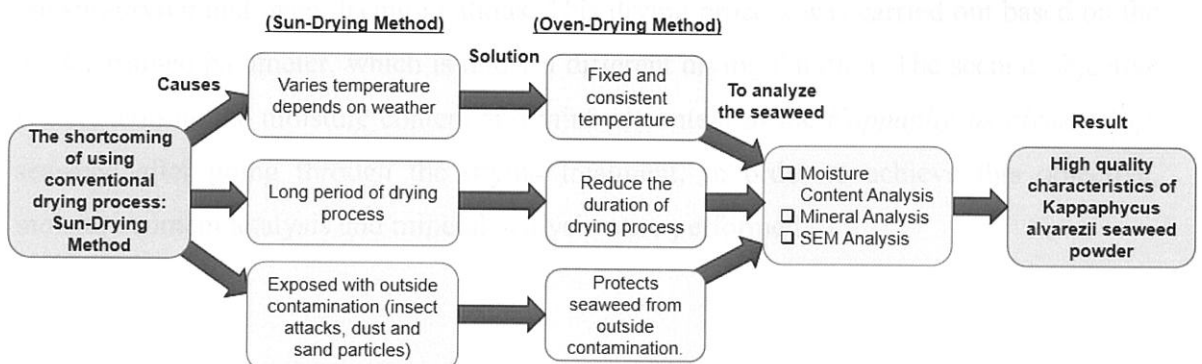 (Sun-Drying Method)
(Oven-Drying Method)
Solution
Causes
To analyze
the seaweed
Result
The shortcoming
of using
conventional
drying process:
Sun-Drying
Method
Varies temperature
depends on weather
Fixed and
consistent
temperature
Long period of drying
process
Reduce the
duration of
drying process
Exposed with outside
contamination (insect
attacks, dust and
sand particles)
Protects
seaweed from
outside
contamination.
❑ Moisture
Content Analysis
❑ Mineral Analysis
❑ SEM Analysis
High quality
characteristics of
Kappaphycus
alvarezii seaweed
powder